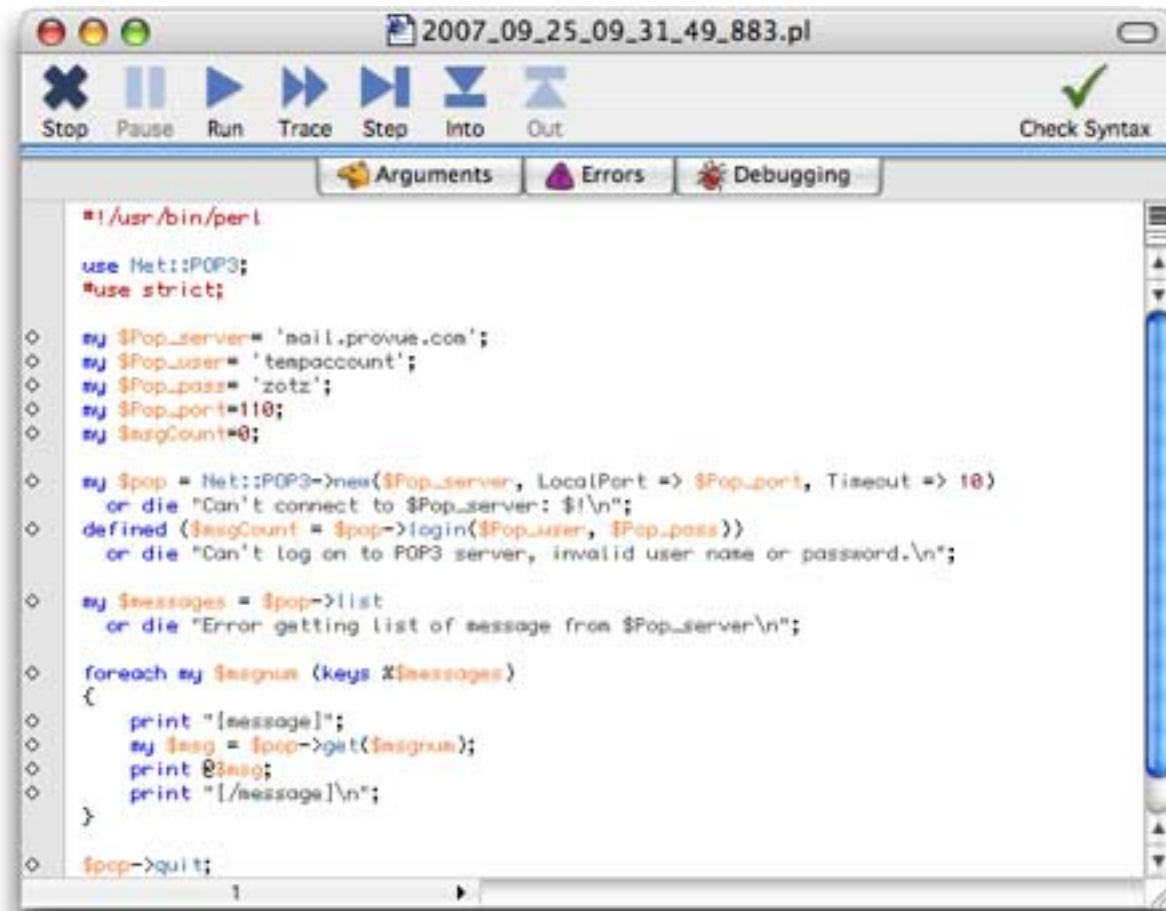 2007_09_25_09_31_49_883.pl
Stop Pause Run Trace Step Into Out Check Syntax
Arguments Errors Debugging
#!/usr/bin/perl
use Net::POP3;
#use strict;
my $Pop_server= 'mail.provue.com';
my $Pop_user= 'tempaccount';
my $Pop_pass= 'zotz';
my $Pop_port=110;
my $msgCount=0;
my $pop = Net::POP3->new($Pop_server, LocalPort => $Pop_port, Timeout => 10)
or die "Can't connect to $Pop_server: $!\n";
defined ($msgCount = $pop->login($Pop_user, $Pop_pass))
or die "Can't log on to POP3 server, invalid user name or password.\n";
my $messages = $pop->list
or die "Error getting list of message from $Pop_server\n";
foreach my $msgnum (keys %$messages)
{
print "[message]";
my $msg = $pop->get($msgnum);
print @$msg;
print "[/message]\n";
}
$pop->quit;
1